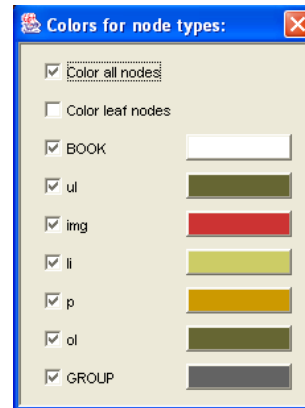 Colors for node types:
Color all nodes
Color leaf nodes
BOOK
ul
img
li
p
ol
GROUP